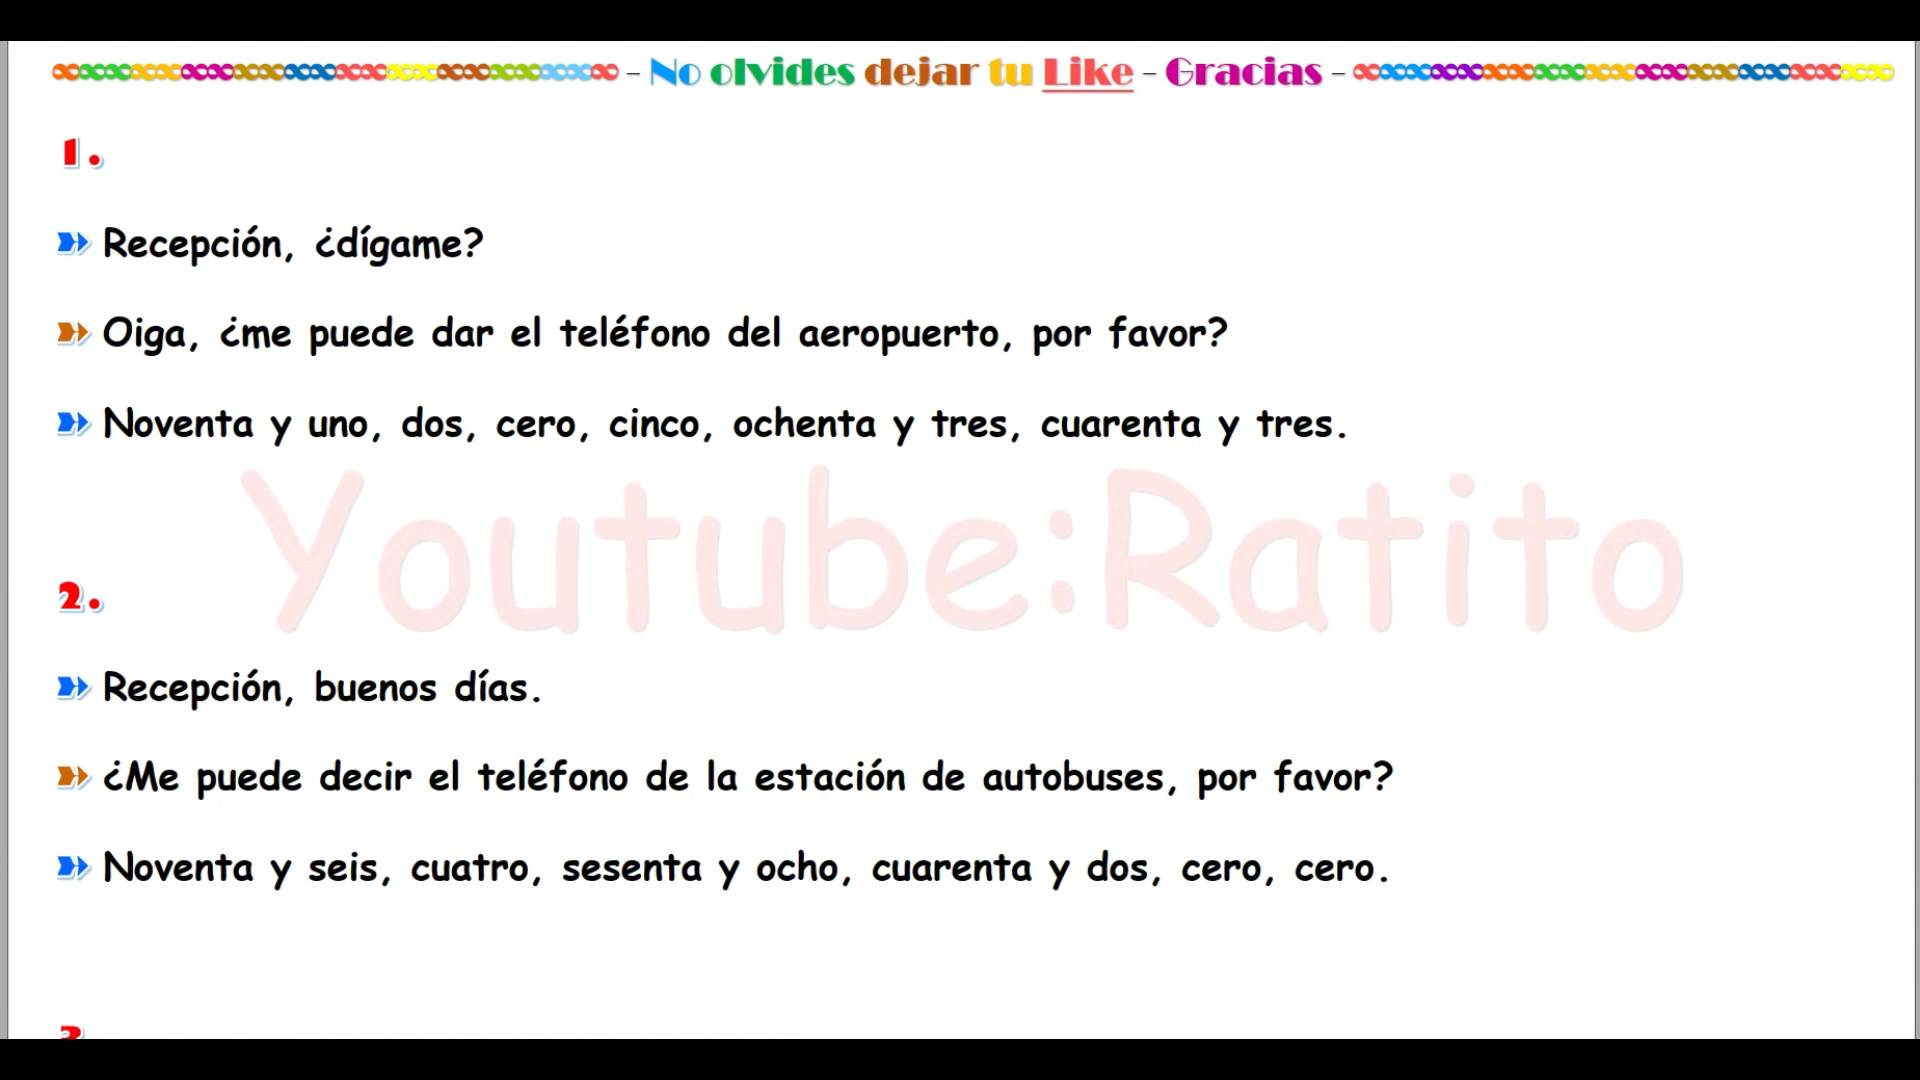 - No olvides dejar tu Like - Gracias -
1.
Recepción, ¿dígame?
Oiga, ¿me puede dar el teléfono del aeropuerto, por favor?
Noventa y uno, dos, cero, cinco, ochenta y tres, cuarenta y tres.
Youtube:Ratito
2.
Recepción, buenos días.
¿Me puede decir el teléfono de la estación de autobuses, por favor?
Noventa y seis, cuatro, sesenta y ocho, cuarenta y dos, cero, cero.